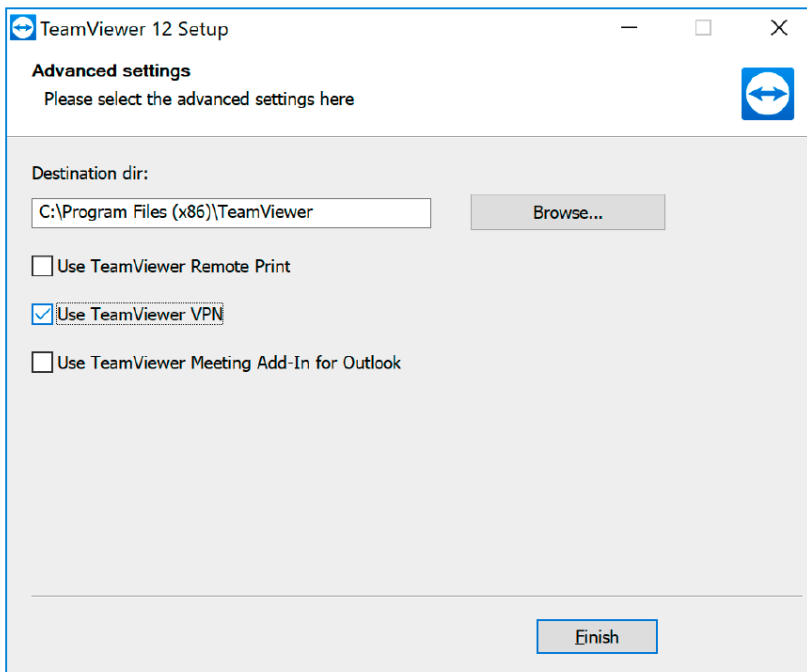 TeamViewer 12 Setup
Advanced settings
Please select the advanced settings here
Destination dir:
C:\Program Files (x86)\TeamViewer
Browse...
Use TeamViewer Remote Print
Use TeamViewer VPN
Use TeamViewer Meeting Add-In for Outlook
Finish